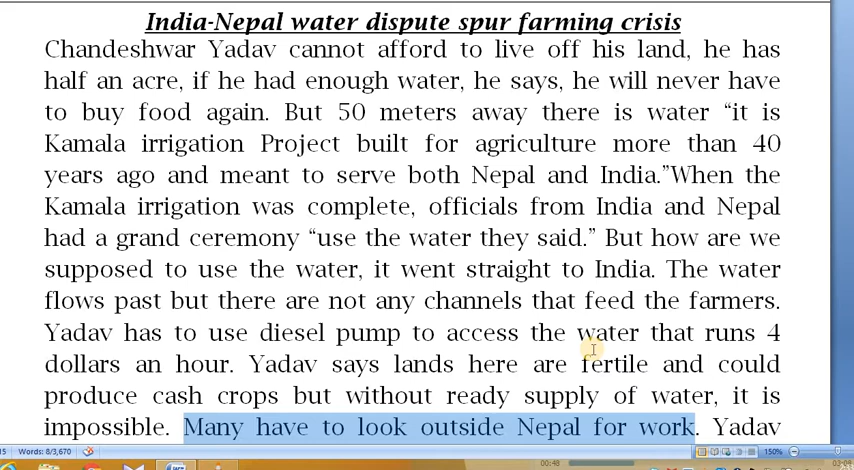 India-Nepal water dispute spur farming crisis
Chandeshwar Yadav cannot afford to live off his land, he has
half an acre, if he had enough water, he says, he will never have
to buy food again. But 50 meters away there is water “it is
Kamala irrigation Project built for agriculture more than 40
years ago and meant to serve both Nepal and India.”When the
Kamala irrigation was complete, officials from India and Nepal
had a grand ceremony “use the water they said.” But how are we
supposed to use the water, it went straight to India. The water
flows past but there are not any channels that feed the farmers.
Yadav has to use diesel pump to access the water that runs 4
dollars an hour. Yadav says lands here are fertile and could
produce cash crops but without ready supply of water, it is
impossible. Many have to look outside Nepal for work. Yadav
Words: 8/3,670
150%
00:48